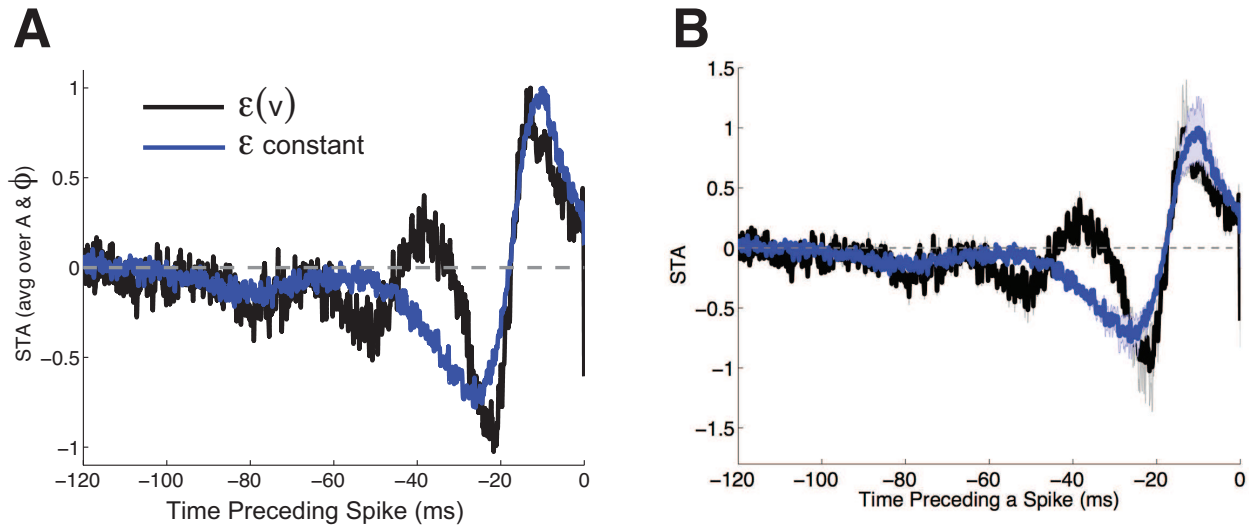 A
B
ε(v)
ε constant
STA (avg over A & ϕ)
1
0.5
0
−0.5
−1
−120 −100 −80 −60 −40 −20 0
Time Preceding Spike (ms)
STA
1.5
1
0.5
0
−0.5
−1
−1.5
−120 −100 −80 −60 −40 −20 0
Time Preceding a Spike (ms)